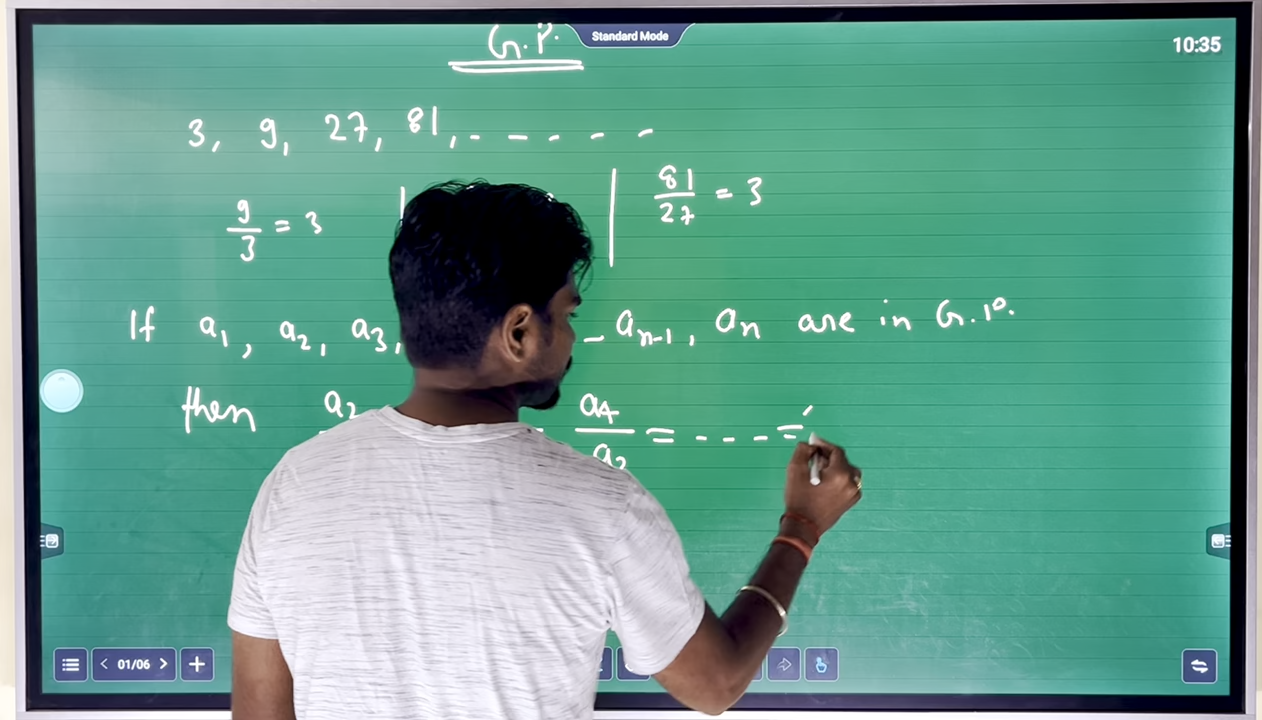 G.P.
Standard Mode
10:35
3, 9, 27, 81, - - - - -
9/3 = 3 | | 81/27 = 3
If a₁, a₂, a₃, - aₙ₋₁, aₙ are in G.P.
then a₂ a₄/a₃ = - - - =
01/06